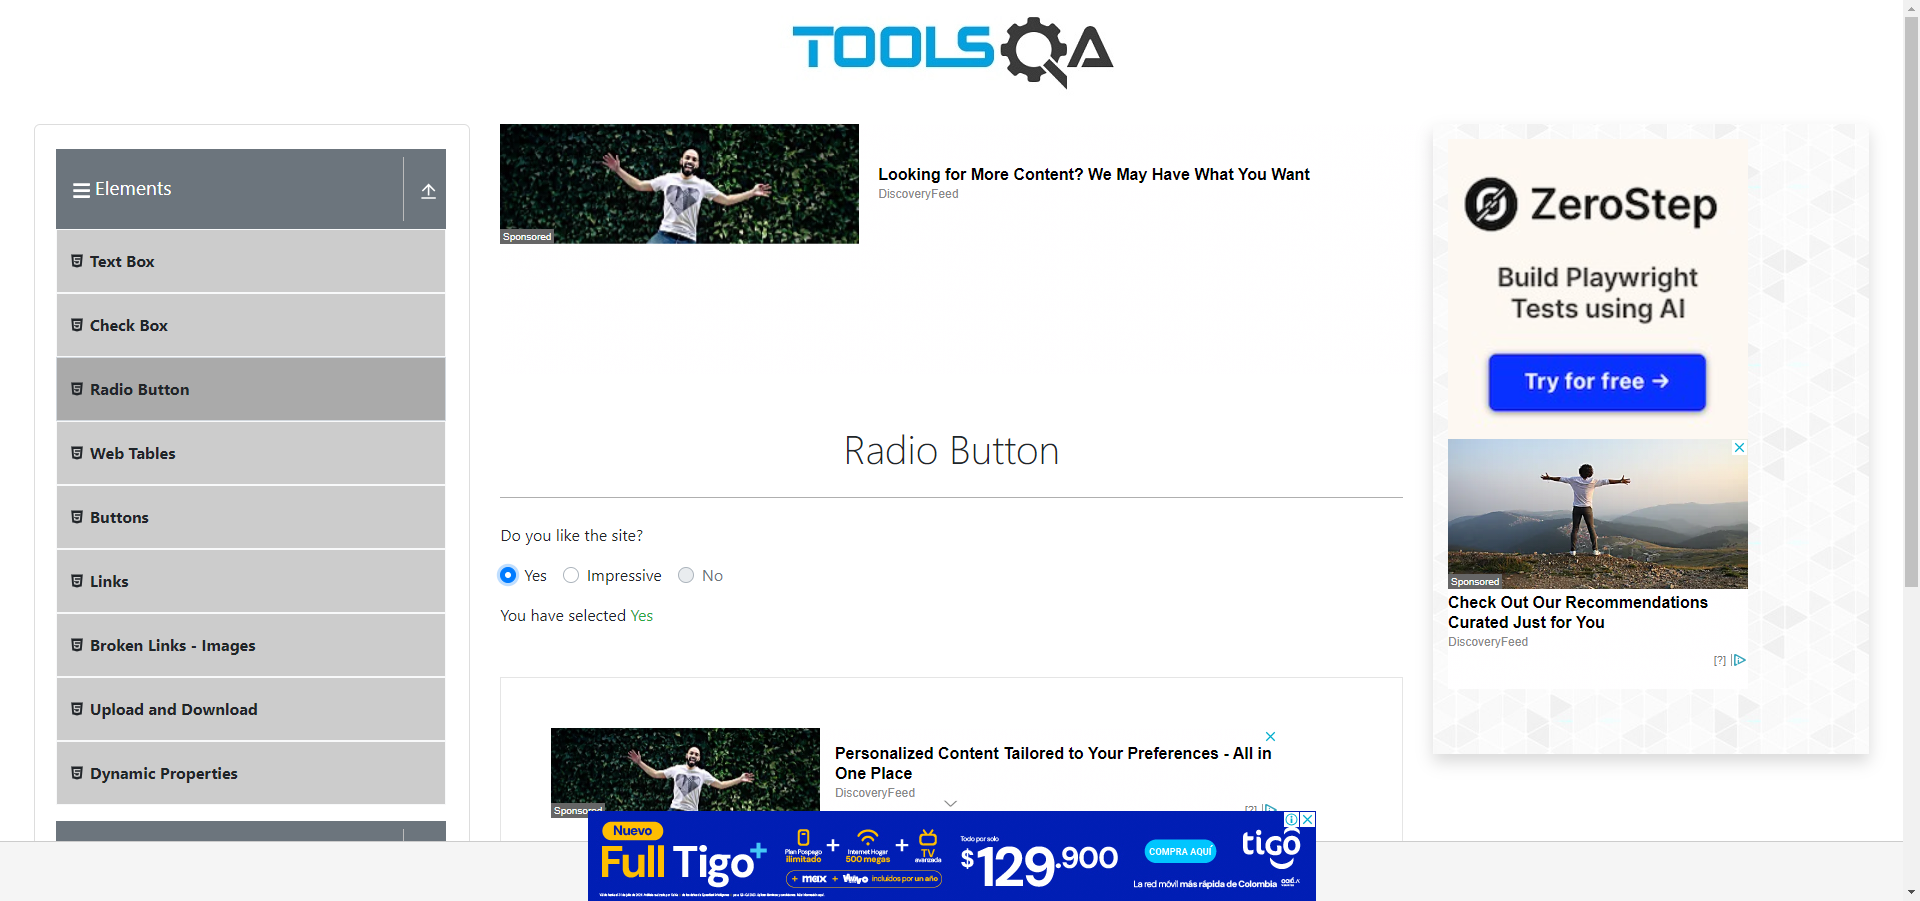 TOOLSQA
Elements
Text Box
Check Box
Radio Button
Web Tables
Buttons
Links
Broken Links - Images
Upload and Download
Dynamic Properties
Sponsored
Looking for More Content? We May Have What You Want
DiscoveryFeed
Radio Button
Do you like the site?
Yes
Impressive
No
You have selected Yes
Sponsored
Personalized Content Tailored to Your Preferences - All in
One Place
DiscoveryFeed
[?]
ZeroStep
Build Playwright
Tests using AI
Try for free →
Sponsored
Check Out Our Recommendations
Curated Just for You
DiscoveryFeed
[?]
Nuevo
Full Tigo+
Plan Pospago
ilimitado
+
Internet Hogar
500 megas
+
TV
avanzada
+ max + incluidos por un año
Todo por solo
$129.900
COMPRA AQUÍ
tigo
La red móvil más rápida de Colombia